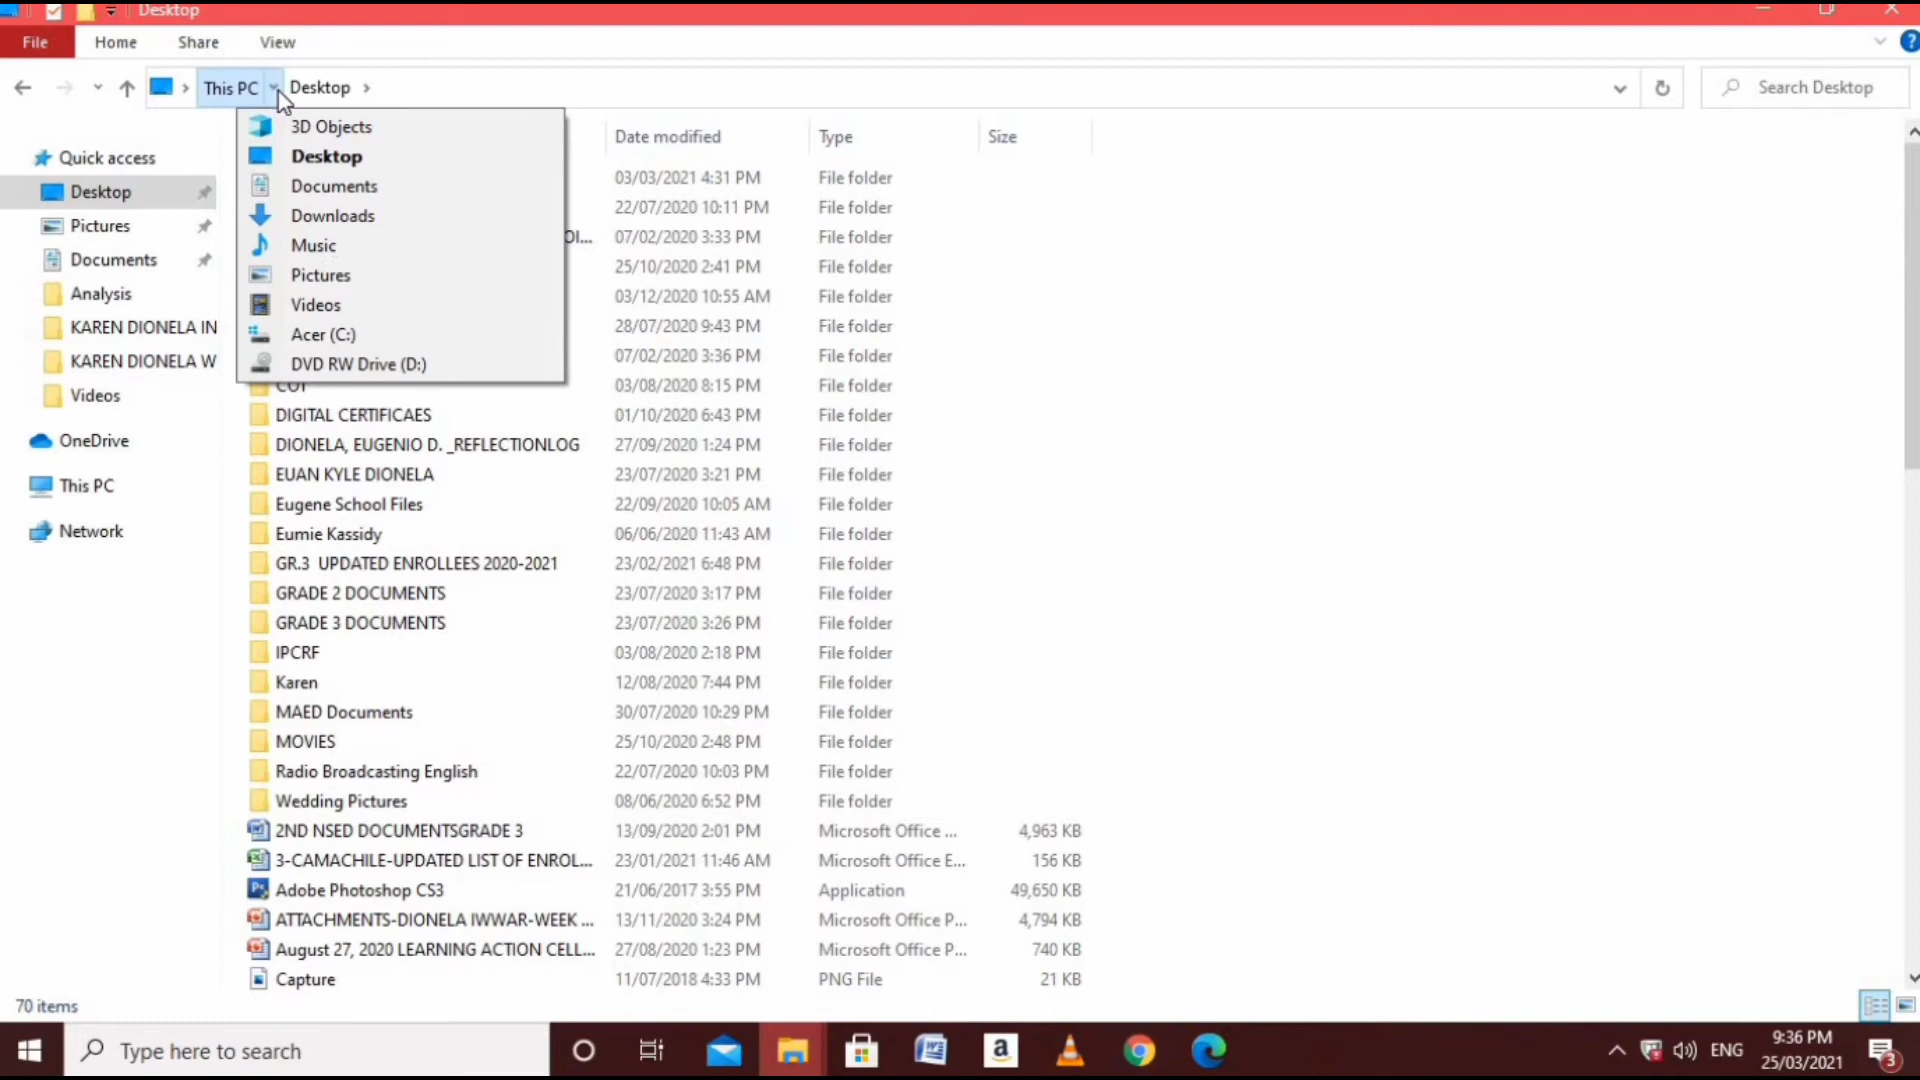 Desktop
File Home Share View
This PC Desktop
Search Desktop
3D Objects
Desktop
Documents
Downloads
Music
Pictures
Videos
Acer (C:)
DVD RW Drive (D:)
Quick access
Desktop
Pictures
Documents
Analysis
KAREN DIONELA IN
KAREN DIONELA W
Videos
OneDrive
This PC
Network
Date modified Type Size
03/03/2021 4:31 PM File folder
22/07/2020 10:11 PM File folder
OI... 07/02/2020 3:33 PM File folder
25/10/2020 2:41 PM File folder
03/12/2020 10:55 AM File folder
28/07/2020 9:43 PM File folder
07/02/2020 3:36 PM File folder
COT 03/08/2020 8:15 PM File folder
DIGITAL CERTIFICAES 01/10/2020 6:43 PM File folder
DIONELA, EUGENIO D. _REFLECTIONLOG 27/09/2020 1:24 PM File folder
EUAN KYLE DIONELA 23/07/2020 3:21 PM File folder
Eugene School Files 22/09/2020 10:05 AM File folder
Eumie Kassidy 06/06/2020 11:43 AM File folder
GR.3 UPDATED ENROLLEES 2020-2021 23/02/2021 6:48 PM File folder
GRADE 2 DOCUMENTS 23/07/2020 3:17 PM File folder
GRADE 3 DOCUMENTS 23/07/2020 3:26 PM File folder
IPCRF 03/08/2020 2:18 PM File folder
Karen 12/08/2020 7:44 PM File folder
MAED Documents 30/07/2020 10:29 PM File folder
MOVIES 25/10/2020 2:48 PM File folder
Radio Broadcasting English 22/07/2020 10:03 PM File folder
Wedding Pictures 08/06/2020 6:52 PM File folder
2ND NSED DOCUMENTSGRADE 3 13/09/2020 2:01 PM Microsoft Office ... 4,963 KB
3-CAMACHILE-UPDATED LIST OF ENROL... 23/01/2021 11:46 AM Microsoft Office E... 156 KB
Adobe Photoshop CS3 21/06/2017 3:55 PM Application 49,650 KB
ATTACHMENTS-DIONELA IWWAR-WEEK ... 13/11/2020 3:24 PM Microsoft Office P... 4,794 KB
August 27, 2020 LEARNING ACTION CELL... 27/08/2020 1:23 PM Microsoft Office P... 740 KB
Capture 11/07/2018 4:33 PM PNG File 21 KB
70 items
Type here to search
ENG
9:36 PM
25/03/2021
3